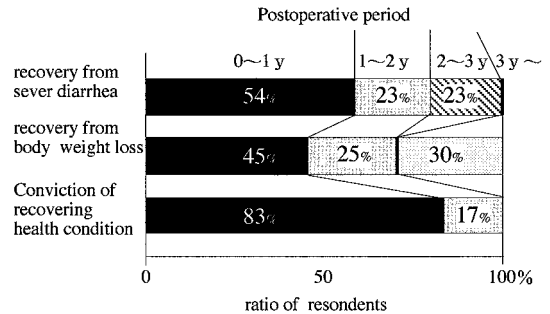 Postoperative period
0～1 y 1～2 y 2～3 y 3 y ～
recovery from
sever diarrhea
54% 23% 23%
recovery from
body weight loss
45% 25% 30%
Conviction of
recovering
health condition
83% 17%
0 50 100%
ratio of resondents